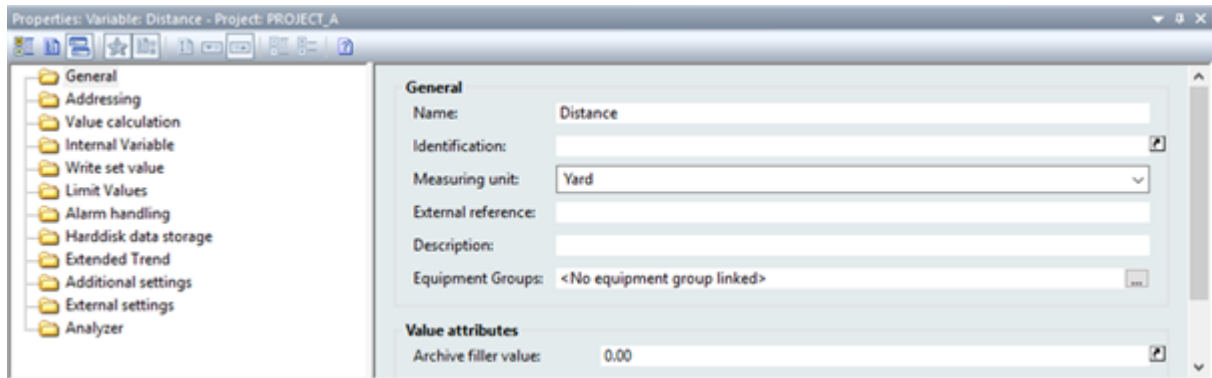 Properties: Variable: Distance - Project: PROJECT_A
General
Addressing
Value calculation
Internal Variable
Write set value
Limit Values
Alarm handling
Harddisk data storage
Extended Trend
Additional settings
External settings
Analyzer
General
Name: Distance
Identification:
Measuring unit: Yard
External reference:
Description:
Equipment Groups: <No equipment group linked> ...
Value attributes
Archive filler value: 0.00